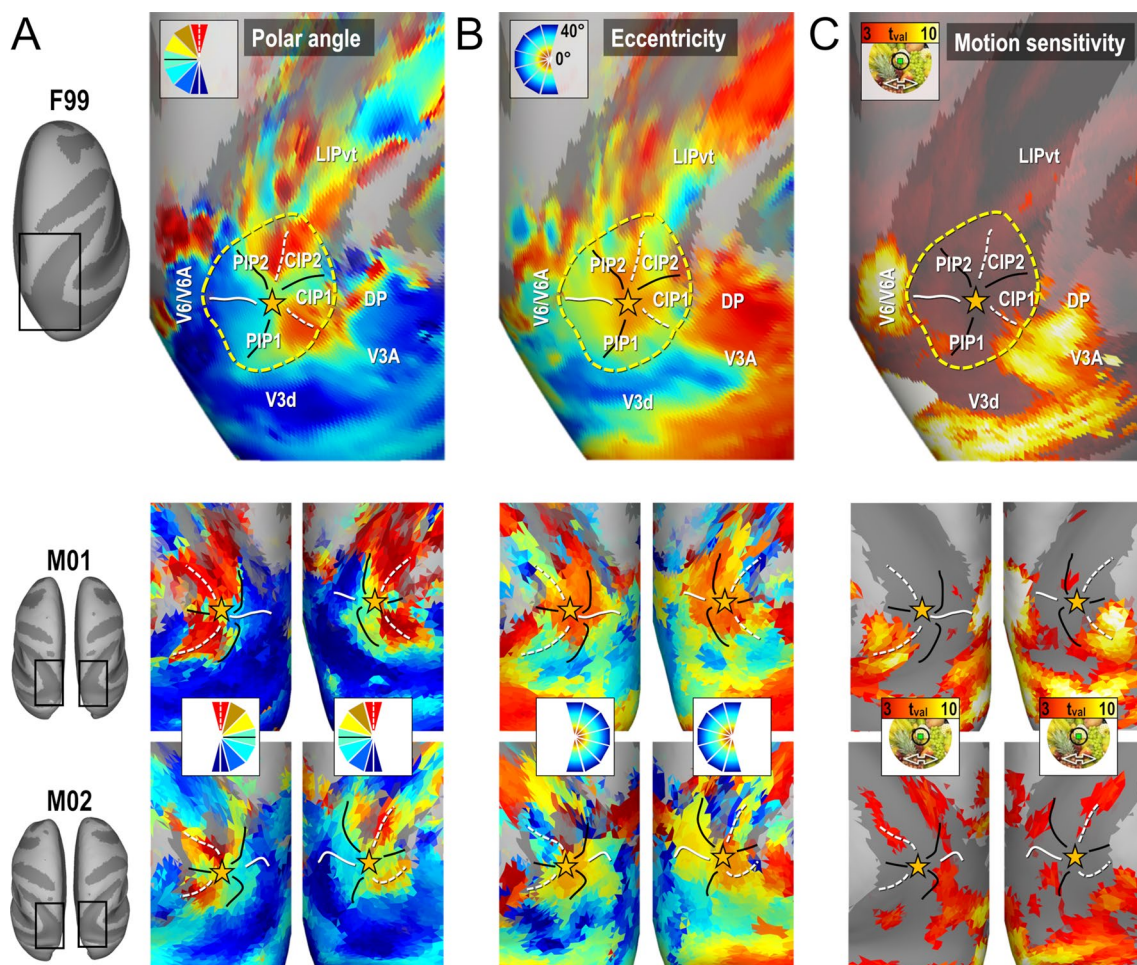 A
Polar angle
B
Eccentricity
40°
0°
C
3 tval 10
Motion sensitivity
F99
LIPvt
PIP2
CIP2
V6/V6A
CIP1
DP
PIP1
V3A
V3d
LIPvt
PIP2
CIP2
V6/V6A
CIP1
DP
PIP1
V3A
V3d
LIPvt
PIP2
CIP2
V6/V6A
CIP1
DP
PIP1
V3A
V3d
M01
3 tval 10
3 tval 10
M02